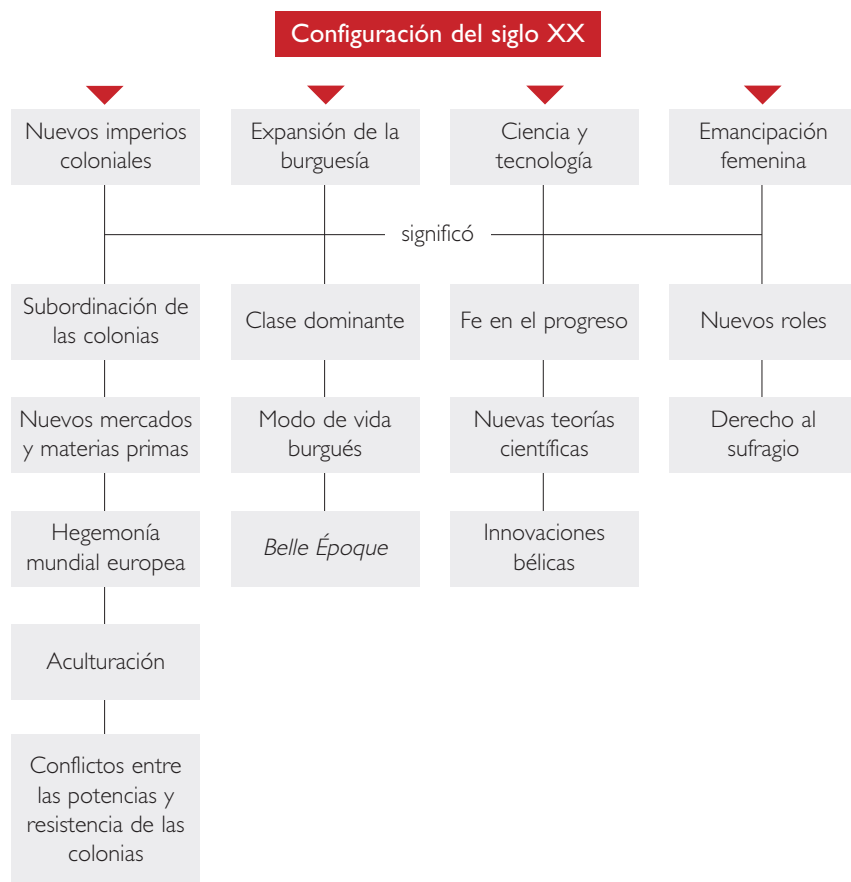 Configuración del siglo XX
Nuevos imperios
coloniales
Expansión de la
burguesía
Ciencia y
tecnología
Emancipación
femenina
significó
Subordinación de
las colonias
Clase dominante
Fe en el progreso
Nuevos roles
Nuevos mercados
y materias primas
Modo de vida
burgués
Nuevas teorías
científicas
Derecho al
sufragio
Hegemonía
mundial europea
Belle Époque
Innovaciones
bélicas
Aculturación
Conflictos entre
las potencias y
resistencia de las
colonias